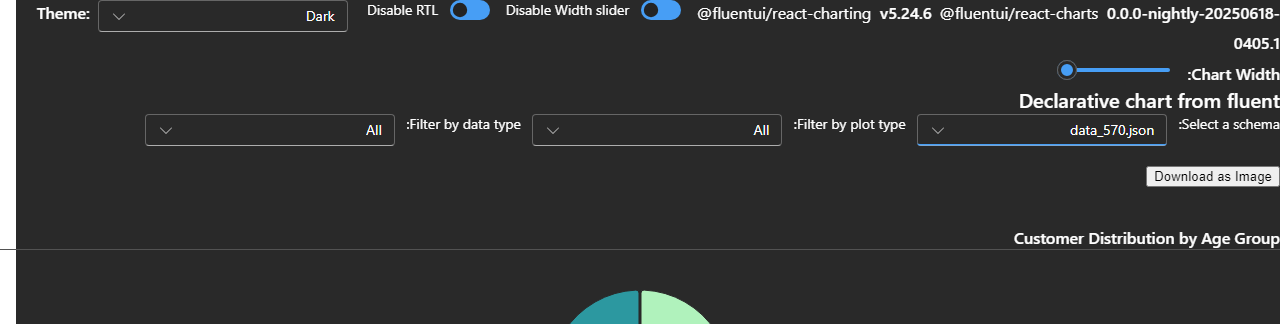 Theme: Dark Disable RTL Disable Width slider @fluentui/react-charting v5.24.6 @fluentui/react-charts 0.0.0-nightly-20250618-
0405.1
:Chart Width
Declarative chart from fluent
:Select a schema data_570.json :Filter by plot type All :Filter by data type All
Download as Image
Customer Distribution by Age Group